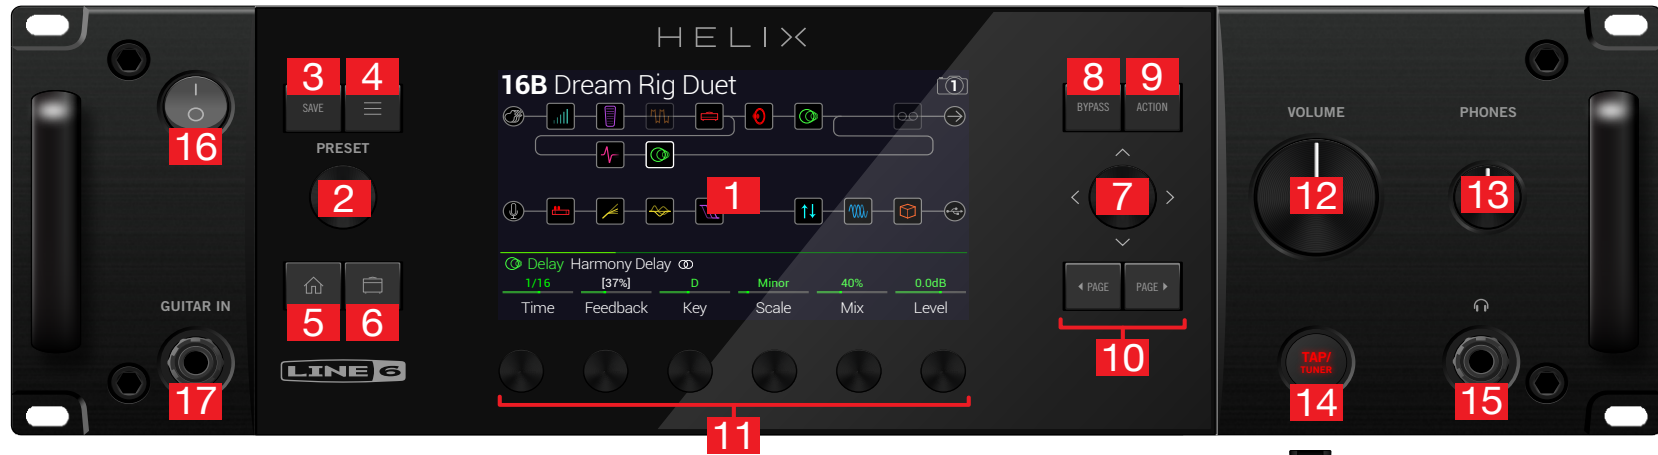 HELIX
3
4
SAVE
16
PRESET
2
5
6
GUITAR IN
17
LINE 6
16B Dream Rig Duet
1
1
Delay Harmony Delay
1/16 [37%] D Minor 40% 0.0dB
Time Feedback Key Scale Mix Level
11
8
9
BYPASS
ACTION
7
PAGE
PAGE
10
VOLUME
PHONES
12
13
TAP/
TUNER
14
15